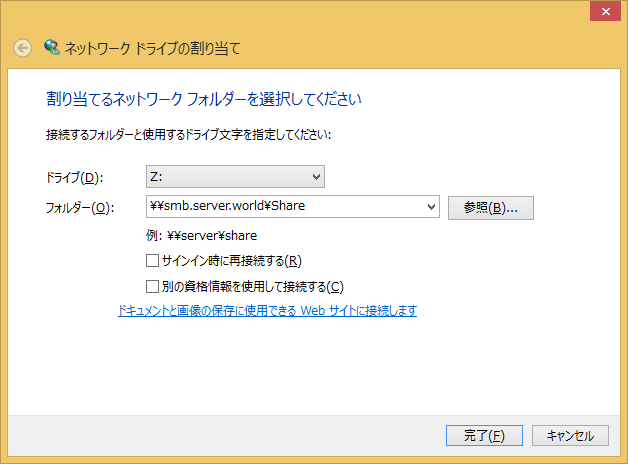 ネットワーク ドライブの割り当て
割り当てるネットワーク フォルダーを選択してください
接続するフォルダーと使用するドライブ文字を指定してください:
ドライブ(D): Z:
フォルダー(O): ¥¥smb.server.world¥Share 参照(B)...
例: ¥¥server¥share
サインイン時に再接続する(R)
別の資格情報を使用して接続する(C)
ドキュメントと画像の保存に使用できる Web サイトに接続します
完了(F) キャンセル